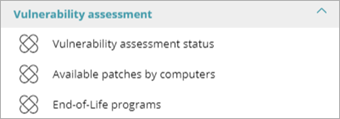 Vulnerability assessment
Vulnerability assessment status
Available patches by computers
End-of-Life programs